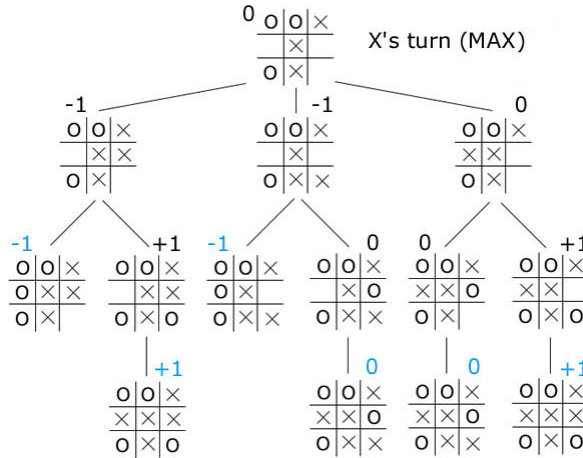 0 O O X
X X's turn (MAX)
O X
-1 -1 0
O O X O O X O O X
X X X X X
O X O X X O X
-1 +1 -1 0 0 +1
O O X O O X O O X O O X O O X O O X
O X X X X O X X O X X O X X
O X O X O O X X O X X O X O X O
+1 0 0 +1
O O X O O X O O X O O X
X X X X X O X X O X X X
O X O O X X O X X O X O